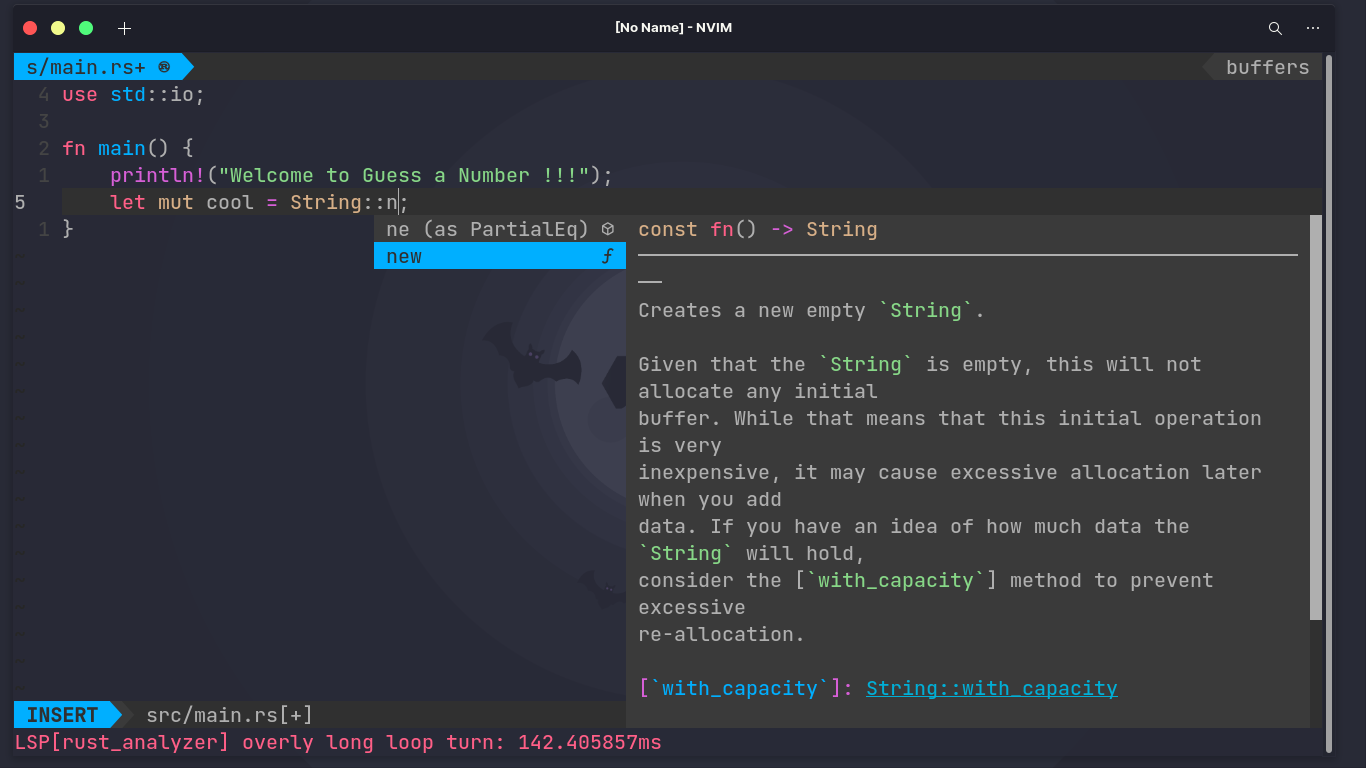 [No Name] - NVIM
s/main.rs+
buffers
4 use std::io;
3
2 fn main() {
1 println!("Welcome to Guess a Number !!!");
5 let mut cool = String::n;
1 }
ne (as PartialEq)
new ƒ
const fn() -> String
Creates a new empty `String`.
Given that the `String` is empty, this will not
allocate any initial
buffer. While that means that this initial operation
is very
inexpensive, it may cause excessive allocation later
when you add
data. If you have an idea of how much data the
`String` will hold,
consider the [`with_capacity`] method to prevent
excessive
re-allocation.
[`with_capacity`]: String::with_capacity
INSERT src/main.rs[+]
LSP[rust_analyzer] overly long loop turn: 142.405857ms